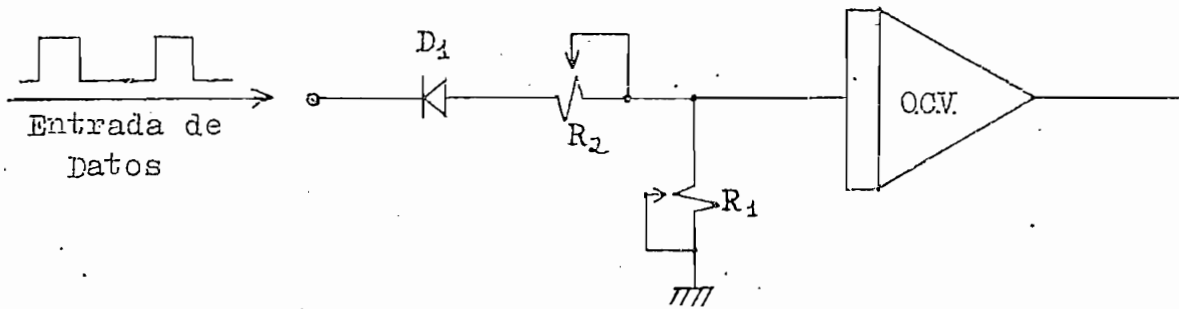 Entrada de
Datos
D1
R2
R1
O.C.V.